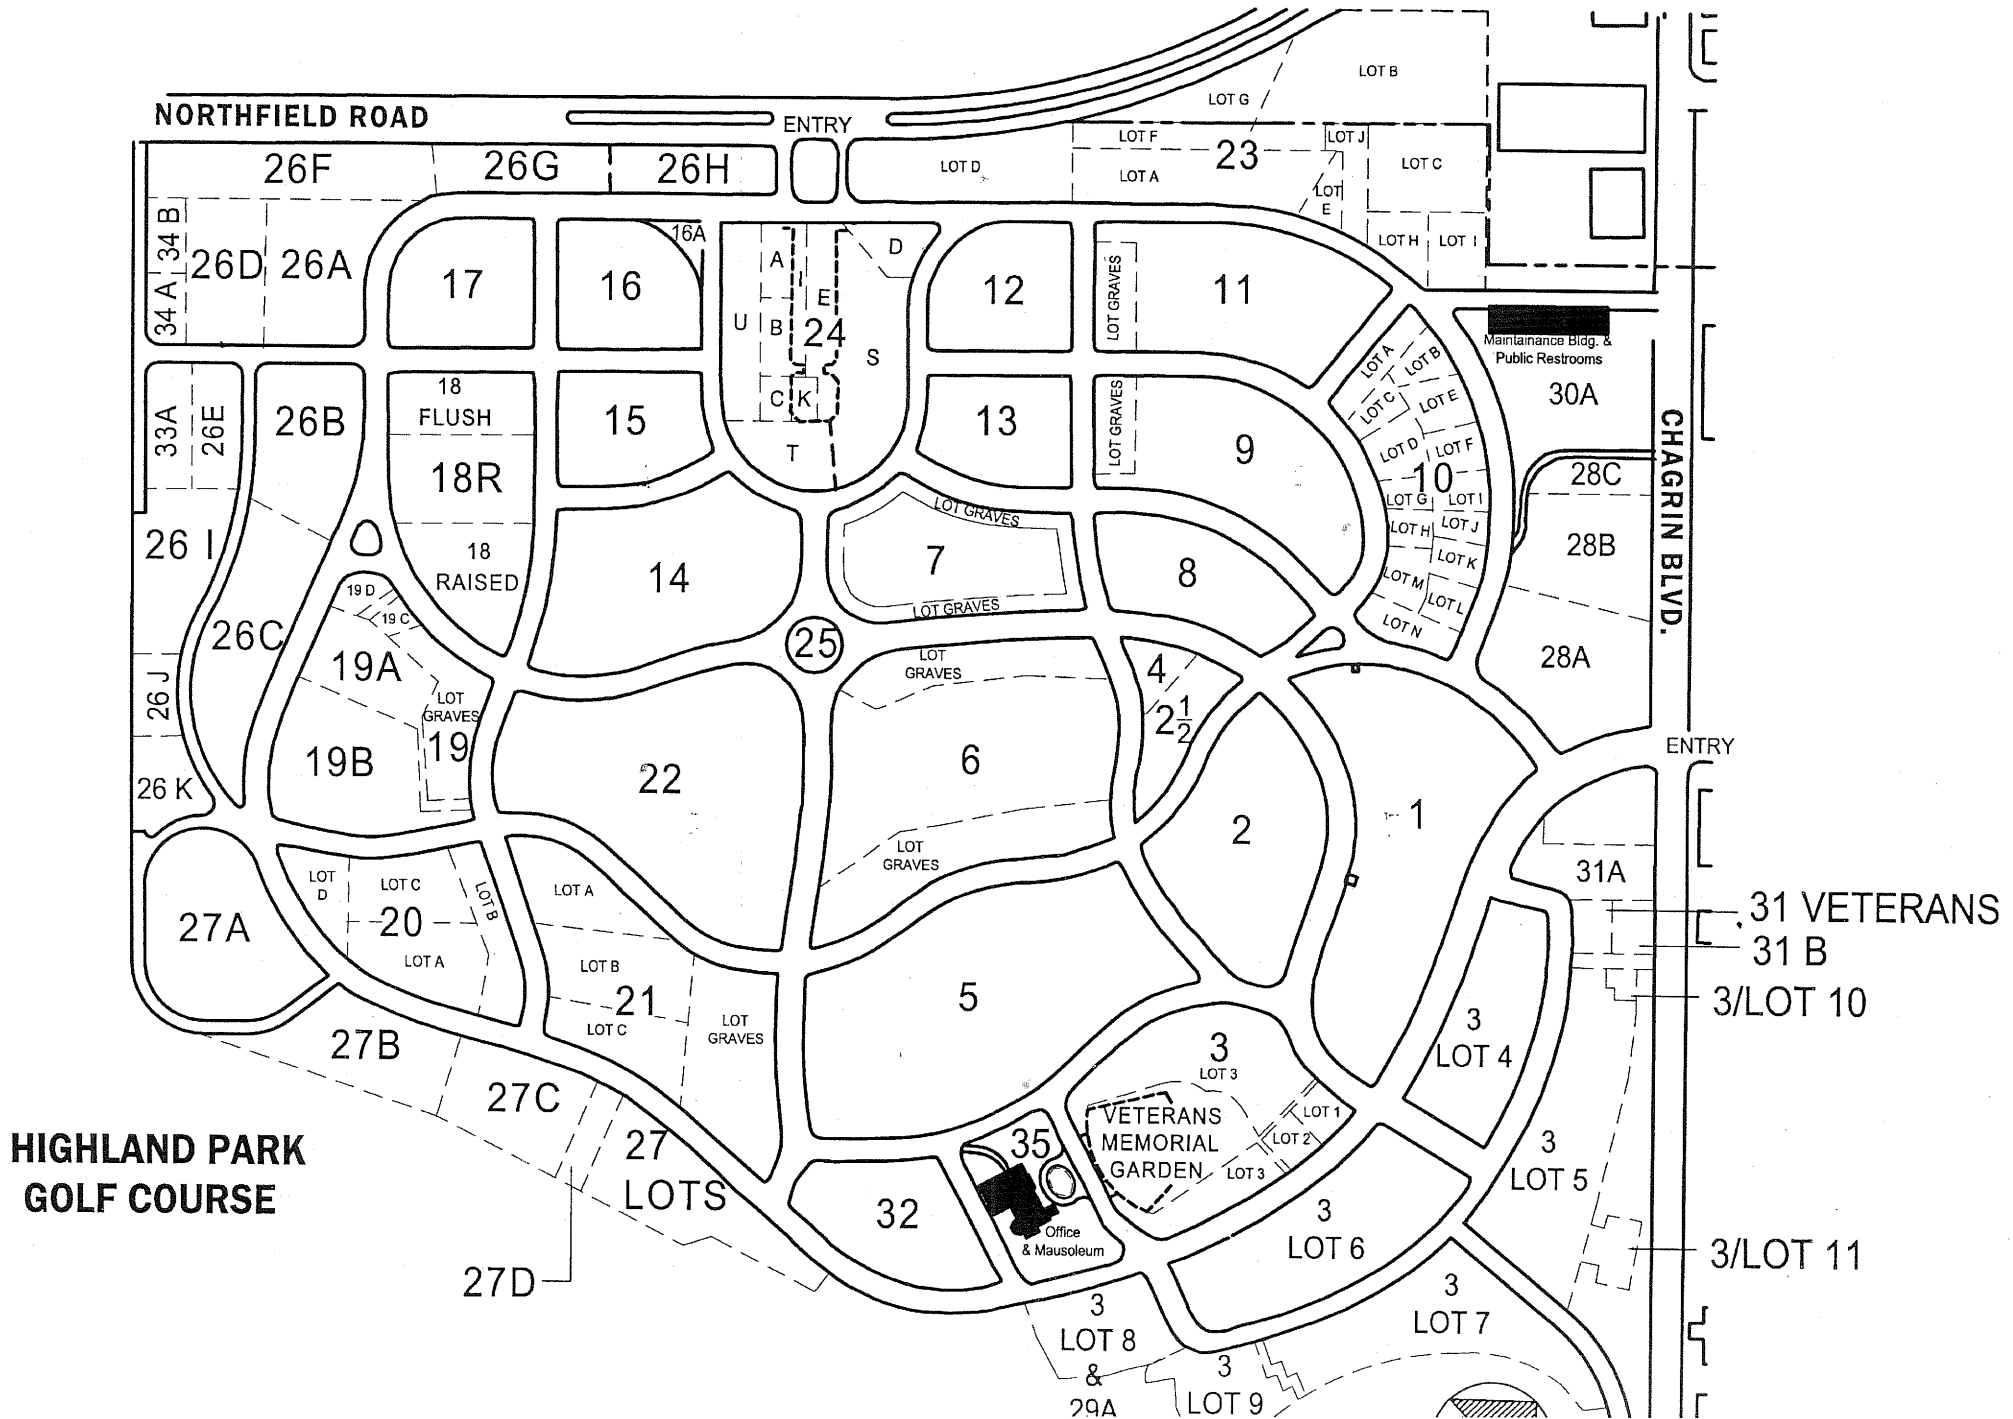 LOT B
LOT G
NORTHFIELD ROAD
ENTRY
LOT F
LOT J
23
LOT C
26F
26G
26H
LOT D
LOT A
LOT
E
34 B
26D
26A
34 A
17
16
16A
U
A
I
D
B
E
24
S
C
K
T
12
LOT GRAVES
11
LOT H
LOT I
Maintainance Bldg. &
Public Restrooms
30A
33A
26E
26B
18
FLUSH
18R
18
RAISED
15
13
LOT GRAVES
9
LOT A
LOT B
LOT C
LOT E
LOT D
LOT F
10
LOT G
LOT I
LOT H
LOT J
LOT K
LOT M
LOT L
LOT N
28C
28B
28A
CHAGRIN BLVD.
26 I
26C
26 J
26 K
19 D
19 C
19A
LOT
GRAVES
19
19B
14
25
LOT GRAVES
7
LOT GRAVES
8
4
2 1/2
LOT
GRAVES
6
LOT
GRAVES
22
2
1
ENTRY
31A
31 VETERANS
31 B
3/LOT 10
27A
LOT
D
LOT C
LOT B
20
LOT A
LOT A
LOT B
21
LOT C
LOT
GRAVES
5
27B
27C
27
LOTS
27D
HIGHLAND PARK
GOLF COURSE
32
35
Office
& Mausoleum
3
LOT 3
VETERANS
MEMORIAL
GARDEN
LOT 1
LOT 2
LOT 3
3
LOT 4
3
LOT 5
3
LOT 6
3/LOT 11
3
LOT 7
3
LOT 8
&
29A
3
LOT 9